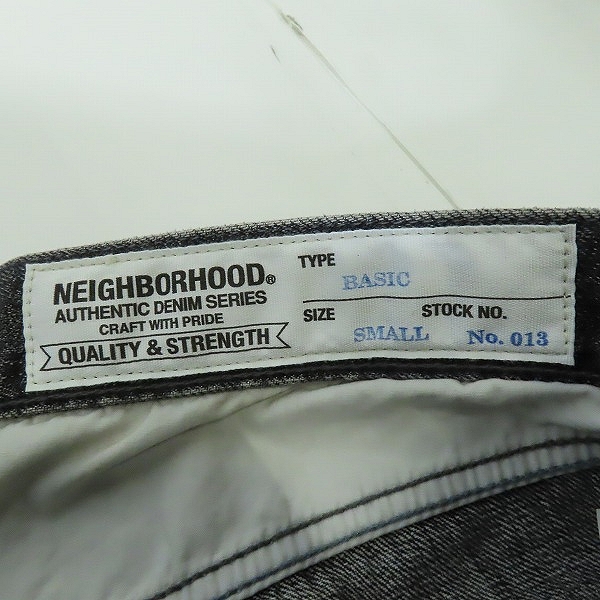 NEIGHBORHOOD®
AUTHENTIC DENIM SERIES
CRAFT WITH PRIDE
QUALITY & STRENGTH
TYPE
BASIC
SIZE STOCK NO.
SMALL No. 013